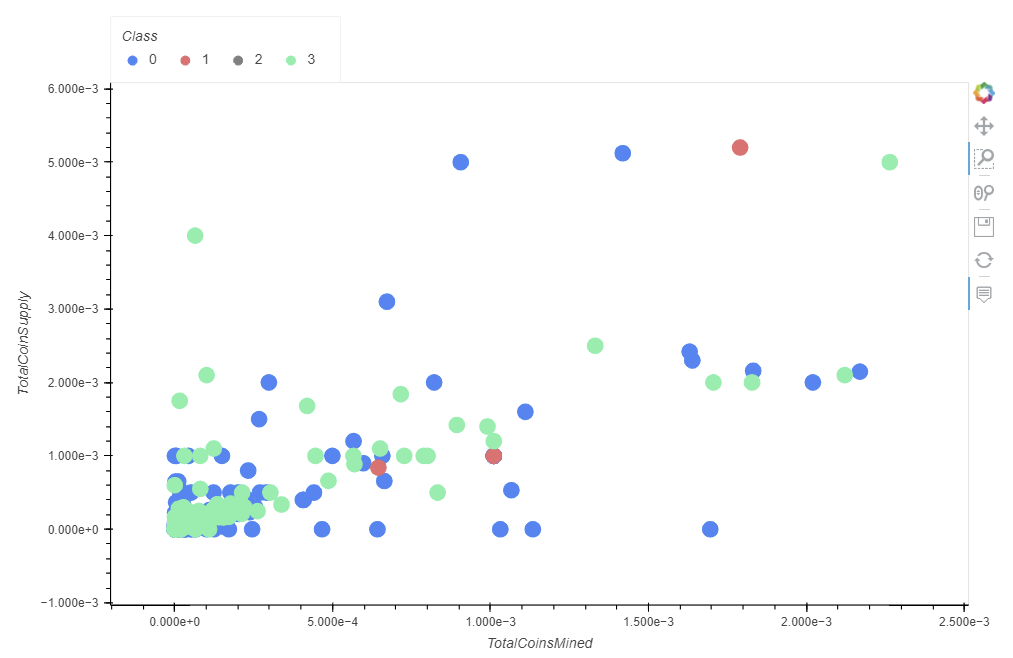 Class
0 1 2 3
6.000e−3
5.000e−3
4.000e−3
3.000e−3
2.000e−3
1.000e−3
0.000e+0
−1.000e−3
TotalCoinSupply
0.000e+0 5.000e−4 1.000e−3 1.500e−3 2.000e−3 2.500e−3
TotalCoinsMined